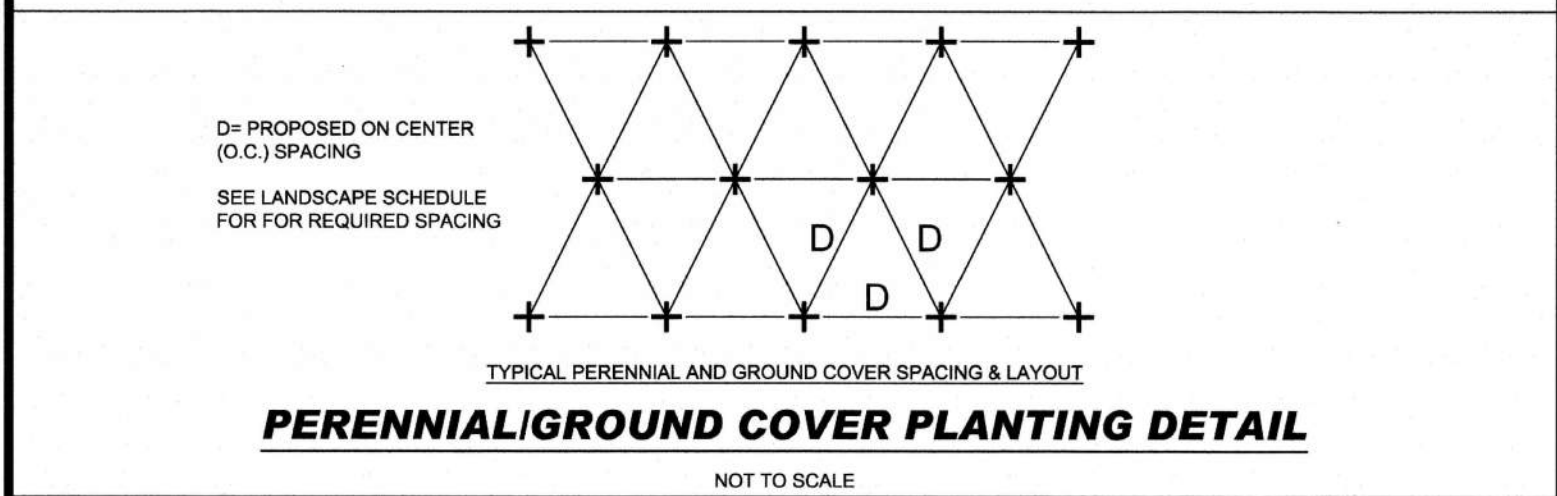 D= PROPOSED ON CENTER
(O.C.) SPACING
SEE LANDSCAPE SCHEDULE
FOR FOR REQUIRED SPACING
D
D
D
TYPICAL PERENNIAL AND GROUND COVER SPACING & LAYOUT
PERENNIAL/GROUND COVER PLANTING DETAIL
NOT TO SCALE